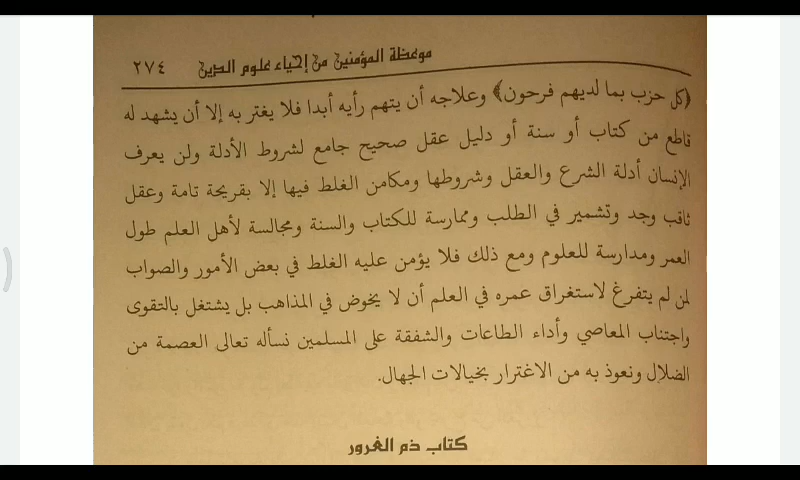 موعظة المؤمنين من إحياء علوم الدين ٢٧٤
﴿كل حزب بما لديهم فرحون﴾ وعلاجه أن يتهم رأيه أبدا فلا يغتر به إلا أن يشهد له
قاطع من كتاب أو سنة أو دليل عقل صحيح جامع لشروط الأدلة ولن يعرف
الإنسان أدلة الشرع والعقل وشروطها ومكامن الغلط فيها إلا بقريحة تامة وعقل
ثاقب وجد وتشمير في الطلب وممارسة للكتاب والسنة ومجالسة لأهل العلم طول
العمر ومدارسة للعلوم ومع ذلك فلا يؤمن عليه الغلط في بعض الأمور والصواب
لمن لم يتفرغ لاستغراق عمره في العلم أن لا يخوض في المذاهب بل يشتغل بالتقوى
واجتناب المعاصي وأداء الطاعات والشفقة على المسلمين نسأله تعالى العصمة من
الضلال ونعوذ به من الاغترار بخيالات الجهال.
كتاب ذم الغرور